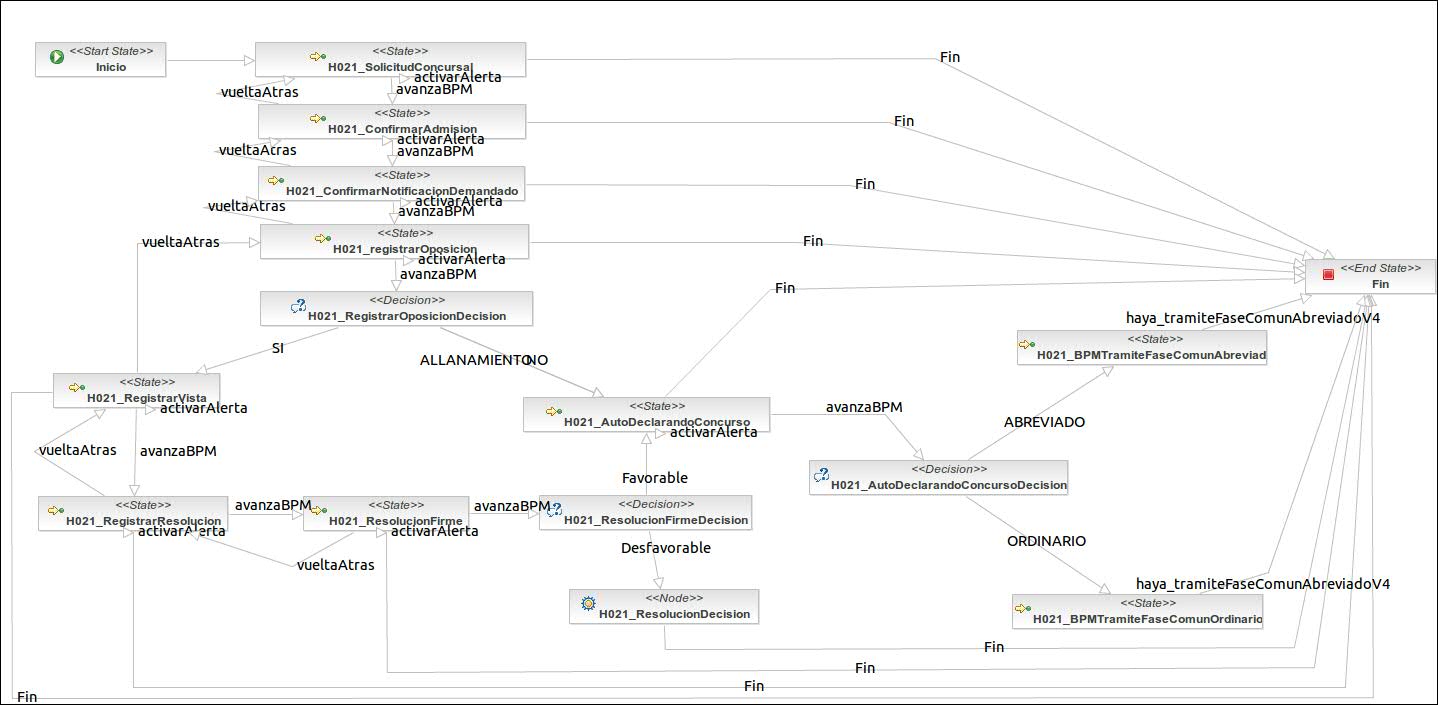 <<Start State>>
Inicio
<<State>>
H021_SolicitudConcursal
activarAlerta
avanzaBPM
vueltaAtras
Fin
<<State>>
H021_ConfirmarAdmision
activarAlerta
avanzaBPM
vueltaAtras
Fin
<<State>>
H021_ConfirmarNotificacionDemandado
activarAlerta
avanzaBPM
vueltaAtras
Fin
<<State>>
H021_registrarOposicion
activarAlerta
avanzaBPM
vueltaAtras
Fin
<<End State>>
Fin
<<Decision>>
H021_RegistrarOposicionDecision
Fin
SI
ALLANAMIENTO
NO
haya_tramiteFaseComunAbreviadoV4
<<State>>
H021_BPMTramiteFaseComunAbreviad
<<State>>
H021_RegistrarVista
activarAlerta
<<State>>
H021_AutoDeclarandoConcurso
activarAlerta
avanzaBPM
ABREVIADO
vueltaAtras
avanzaBPM
<<Decision>>
H021_AutoDeclarandoConcursoDecision
Favorable
<<State>>
H021_RegistrarResolucion
activarAlerta
avanzaBPM
<<State>>
H021_ResolucionFirme
activarAlerta
avanzaBPM
<<Decision>>
H021_ResolucionFirmeDecision
vueltaAtras
Desfavorable
ORDINARIO
haya_tramiteFaseComunAbreviadoV4
<<Node>>
H021_ResolucionDecision
<<State>>
H021_BPMTramiteFaseComunOrdinario
Fin
Fin
Fin
Fin